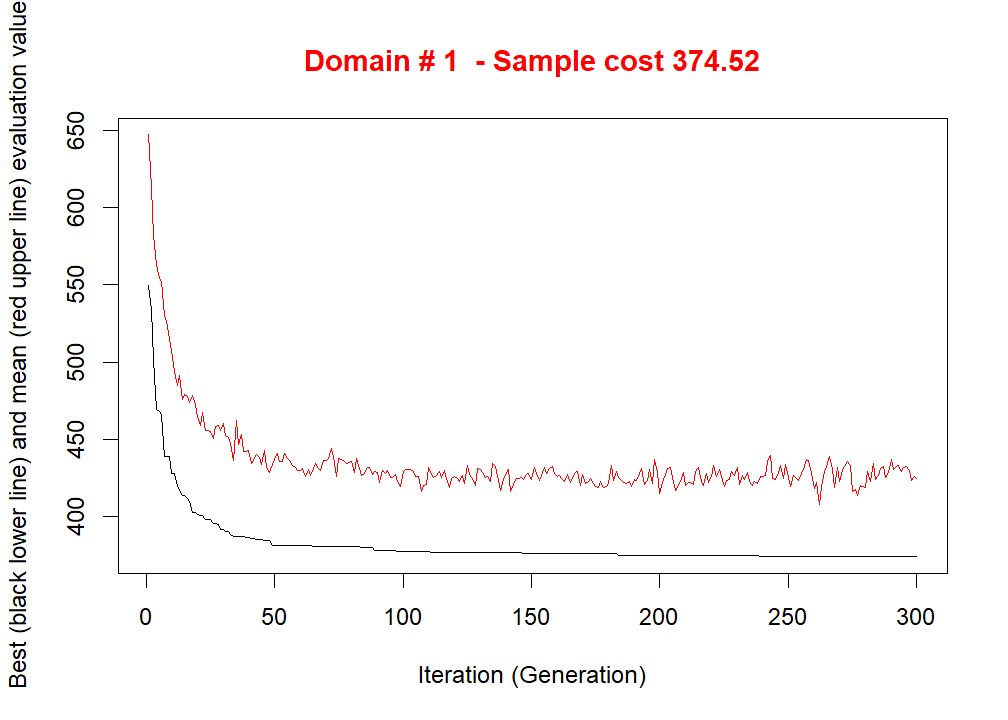 Domain # 1  - Sample cost 374.52
Best (black lower line) and mean (red upper line) evaluation value
650
600
550
500
450
400
0 50 100 150 200 250 300
Iteration (Generation)